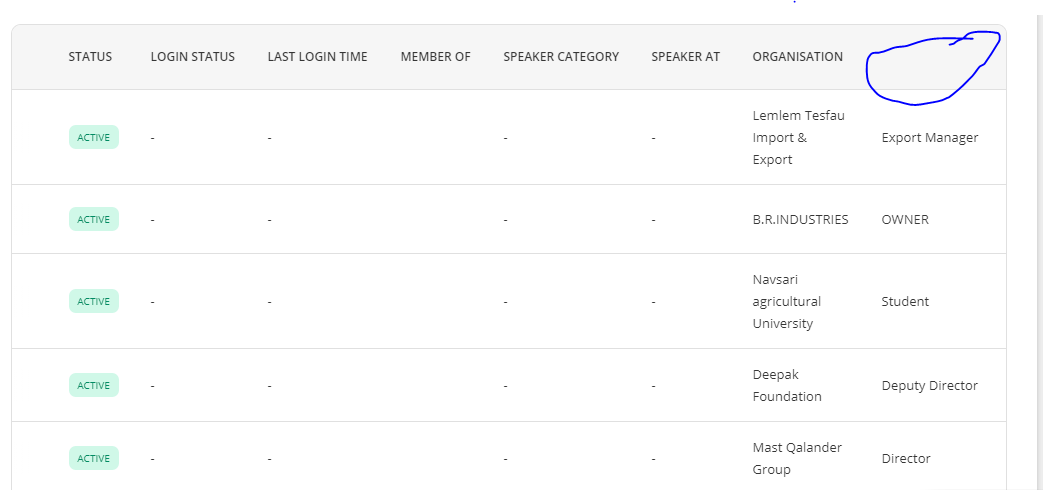 STATUS LOGIN STATUS LAST LOGIN TIME MEMBER OF SPEAKER CATEGORY SPEAKER AT ORGANISATION
Lemlem Tesfau
ACTIVE - - - - Import & Export Manager
Export
ACTIVE - - - - B.R.INDUSTRIES OWNER
Navsari
ACTIVE - - - - agricultural Student
University
Deepak
ACTIVE - - - - Deputy Director
Foundation
Mast Qalander
ACTIVE - - - - Director
Group